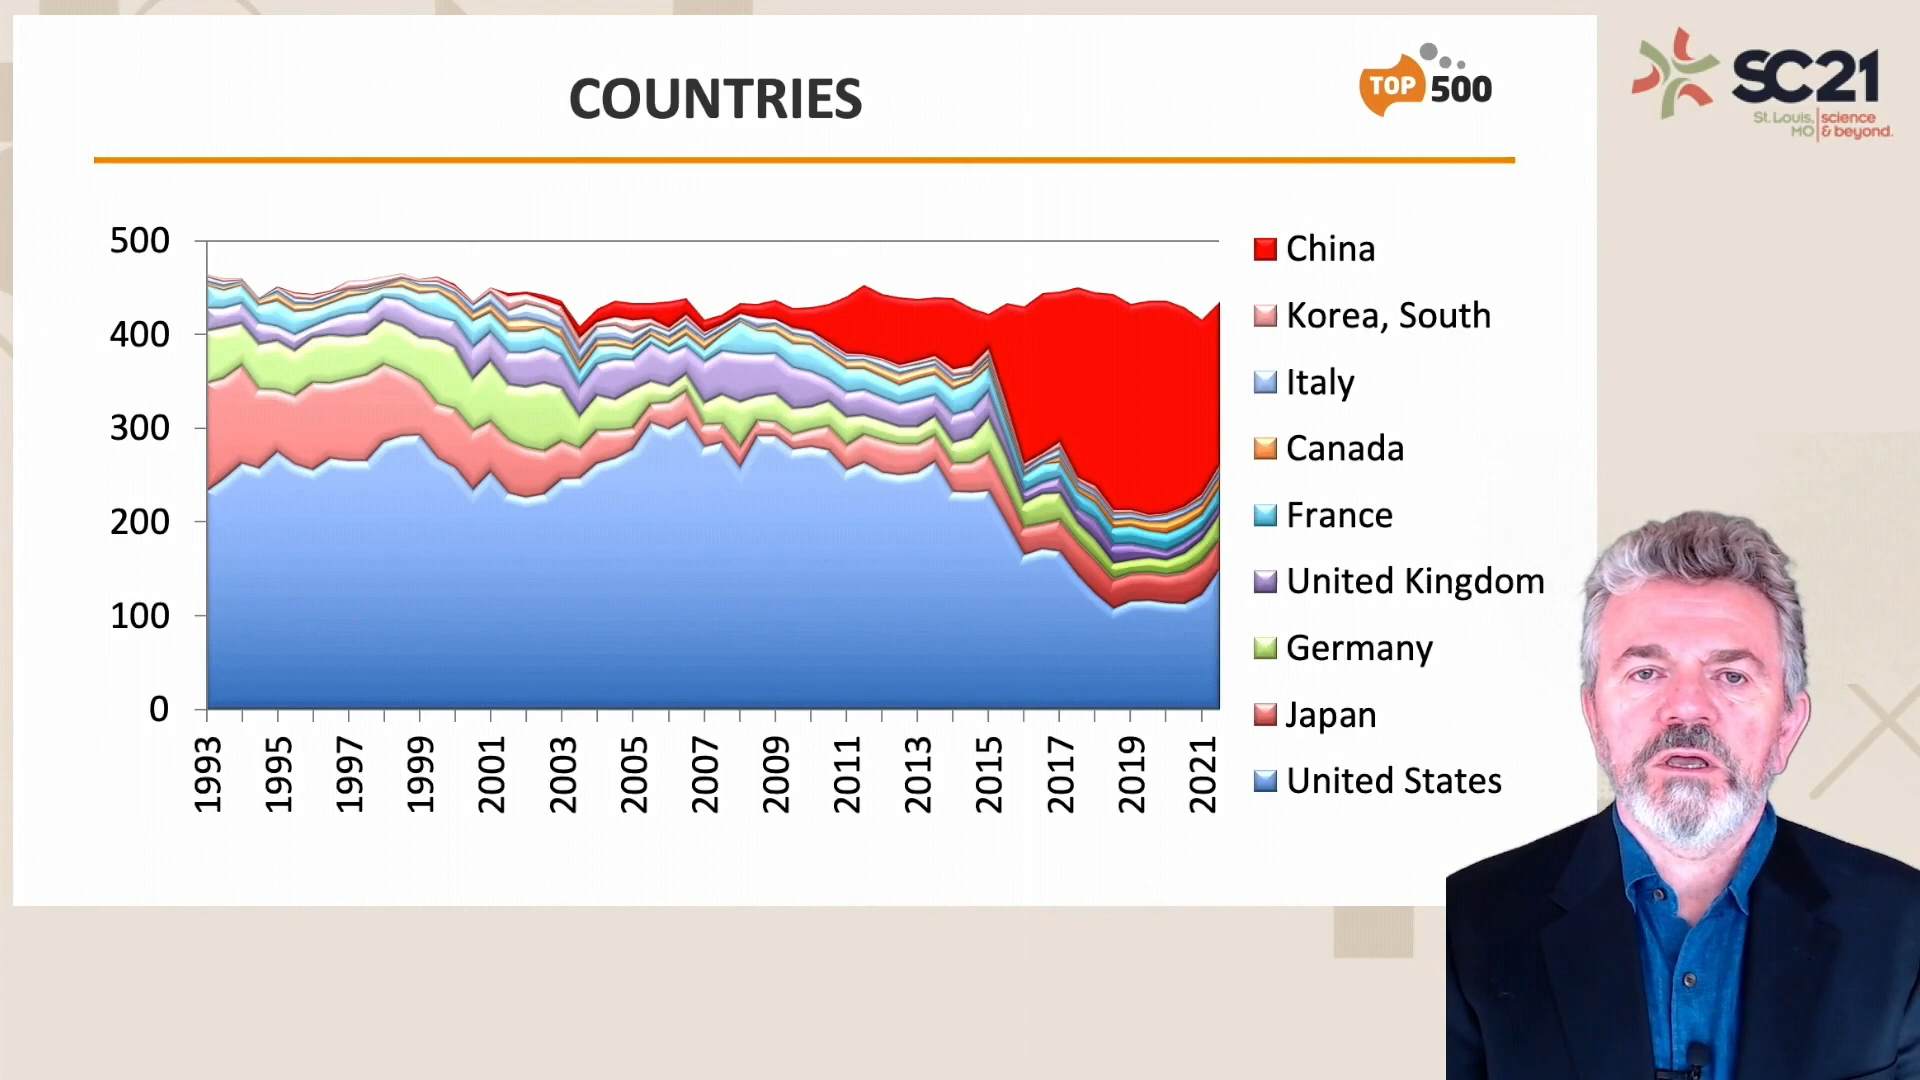 COUNTRIES
TOP 500
SC21
St. Louis, science
MO & beyond.
500
400
300
200
100
0
1993
1995
1997
1999
2001
2003
2005
2007
2009
2011
2013
2015
2017
2019
2021
China
Korea, South
Italy
Canada
France
United Kingdom
Germany
Japan
United States